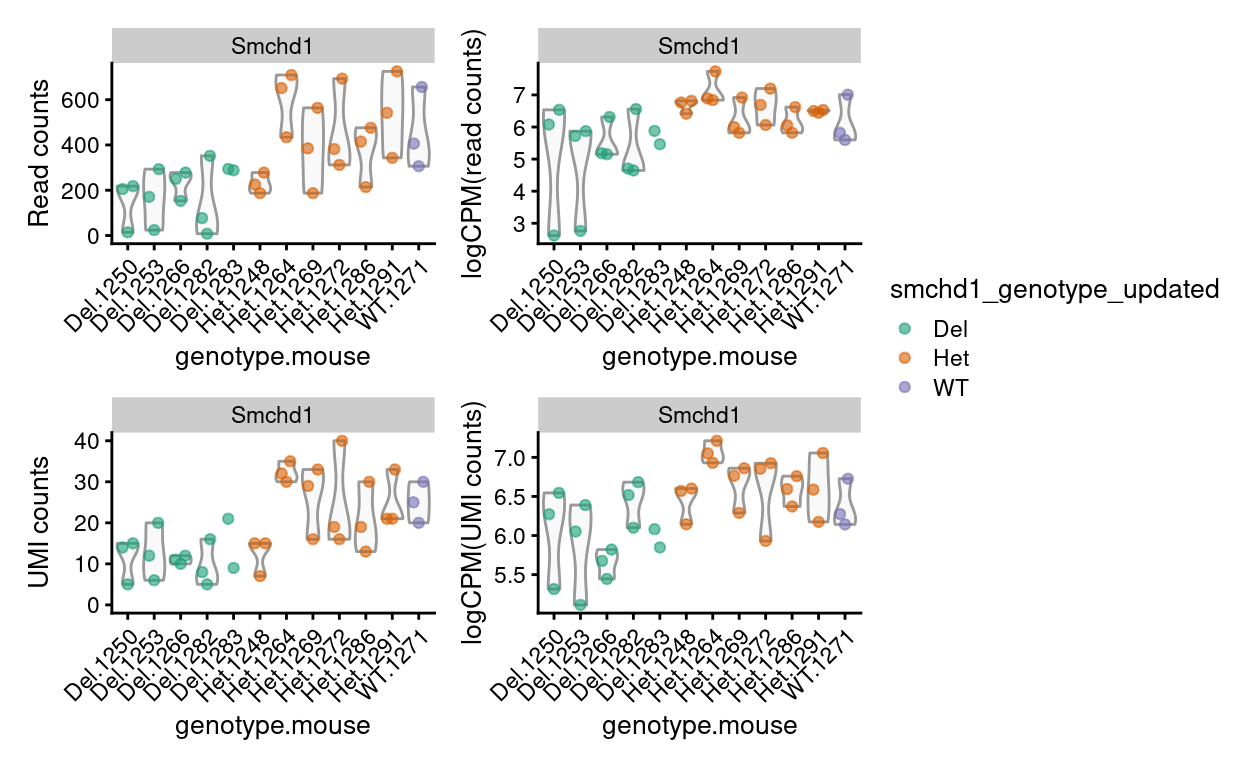 Smchd1
Read counts
600
400
200
0
Del.1250
Del.1253
Del.1266
Del.1282
Del.1283
Het.1248
Het.1264
Het.1269
Het.1272
Het.1286
Het.1291
WT.1271
genotype.mouse
Smchd1
logCPM(read counts)
7
6
5
4
3
Del.1250
Del.1253
Del.1266
Del.1282
Del.1283
Het.1248
Het.1264
Het.1269
Het.1272
Het.1286
Het.1291
WT.1271
genotype.mouse
smchd1_genotype_updated
Del
Het
WT
Smchd1
UMI counts
40
30
20
10
0
Del.1250
Del.1253
Del.1266
Del.1282
Del.1283
Het.1248
Het.1264
Het.1269
Het.1272
Het.1286
Het.1291
WT.1271
genotype.mouse
Smchd1
logCPM(UMI counts)
7.0
6.5
6.0
5.5
Del.1250
Del.1253
Del.1266
Del.1282
Del.1283
Het.1248
Het.1264
Het.1269
Het.1272
Het.1286
Het.1291
WT.1271
genotype.mouse